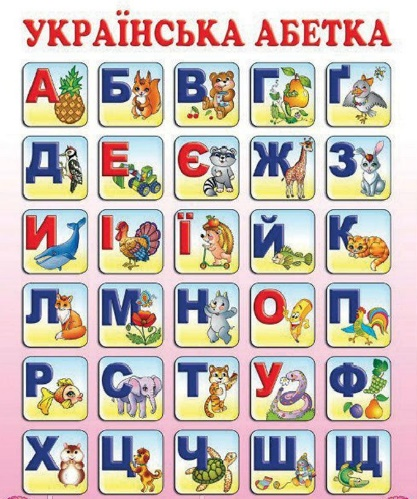 УКРАЇНСЬКА АБЕТКА
А Б В Г Ґ
Д Е Є Ж З
И І Ї Й К
Л М Н О П
Р С Т У Ф
Х Ц Ч Ш Щ